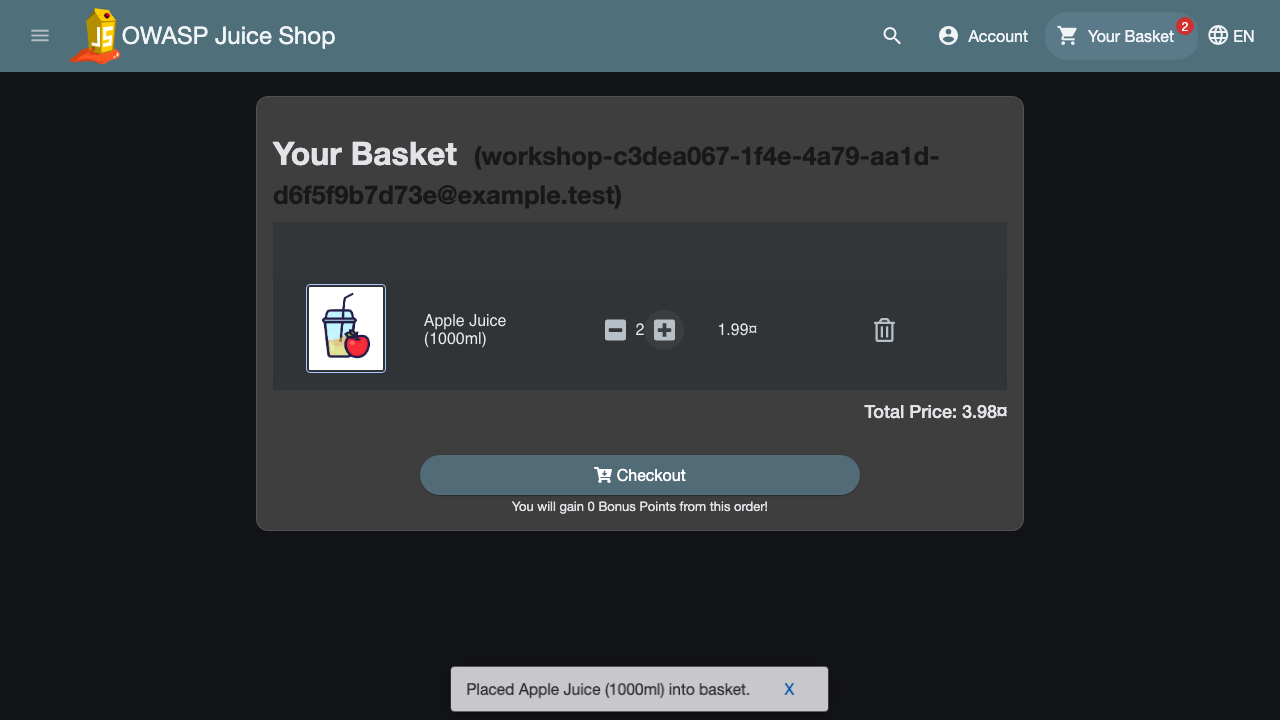 OWASP Juice Shop
Account
Your Basket 2
EN
Your Basket (workshop-c3dea067-1f4e-4a79-aa1d-
d6f5f9b7d73e@example.test)
Apple Juice
(1000ml)
2
1.99¤
Total Price: 3.98¤
Checkout
You will gain 0 Bonus Points from this order!
Placed Apple Juice (1000ml) into basket. X